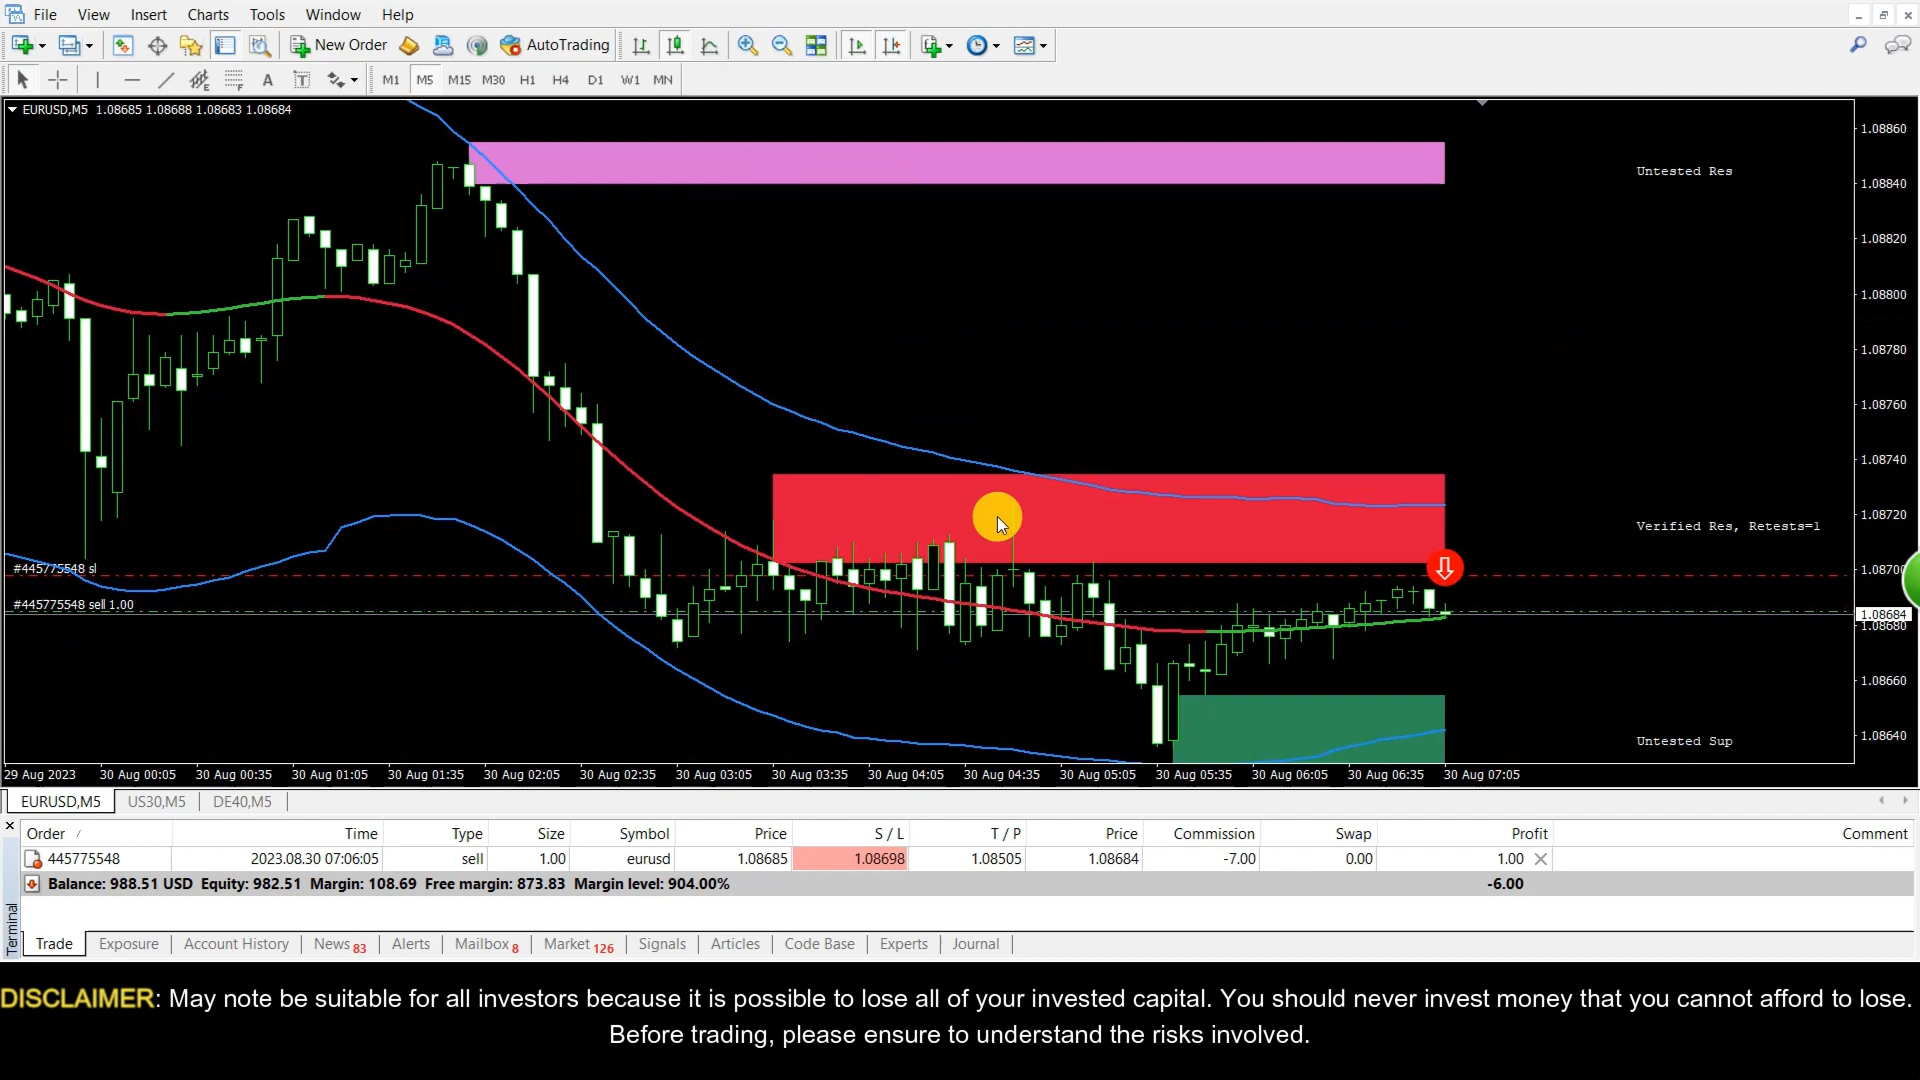 File View Insert Charts Tools Window Help
New Order AutoTrading
A T M1 M5 M15 M30 H1 H4 D1 W1 MN
EURUSD,M5 1.08685 1.08688 1.08683 1.08684
1.08860
Untested Res
1.08840
1.08820
1.08800
1.08780
1.08760
1.08740
1.08720
Verified Res, Retests=1
#445775548 sl
1.08700
#445775548 sell 1.00
1.08684
1.08680
1.08660
Untested Sup
1.08640
29 Aug 2023 30 Aug 00:05 30 Aug 00:35 30 Aug 01:05 30 Aug 01:35 30 Aug 02:05 30 Aug 02:35 30 Aug 03:05 30 Aug 03:35 30 Aug 04:05 30 Aug 04:35 30 Aug 05:05 30 Aug 05:35 30 Aug 06:05 30 Aug 06:35 30 Aug 07:05
EURUSD,M5 US30,M5 DE40,M5
Order / Time Type Size Symbol Price S / L T / P Price Commission Swap Profit Comment
445775548 2023.08.30 07:06:05 sell 1.00 eurusd 1.08685 1.08698 1.08505 1.08684 -7.00 0.00 1.00
Balance: 988.51 USD Equity: 982.51 Margin: 108.69 Free margin: 873.83 Margin level: 904.00% -6.00
Terminal
Trade Exposure Account History News 83 Alerts Mailbox 8 Market 126 Signals Articles Code Base Experts Journal
DISCLAIMER: May note be suitable for all investors because it is possible to lose all of your invested capital. You should never invest money that you cannot afford to lose.
Before trading, please ensure to understand the risks involved.